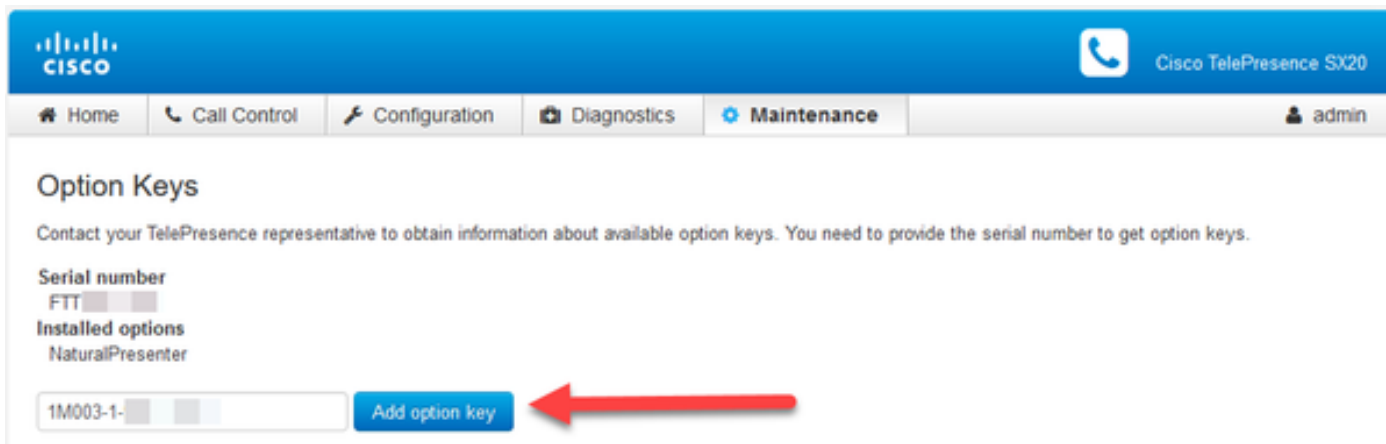 CISCO
Cisco TelePresence SX20
Home Call Control Configuration Diagnostics Maintenance admin
Option Keys
Contact your TelePresence representative to obtain information about available option keys. You need to provide the serial number to get option keys.
Serial number
FTT
Installed options
NaturalPresenter
1M003-1- Add option key